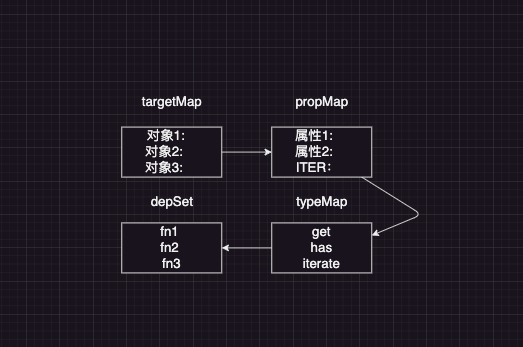 targetMap
propMap
对象1:
对象2:
对象3:
属性1:
属性2:
ITER:
depSet
typeMap
fn1
fn2
fn3
get
has
iterate